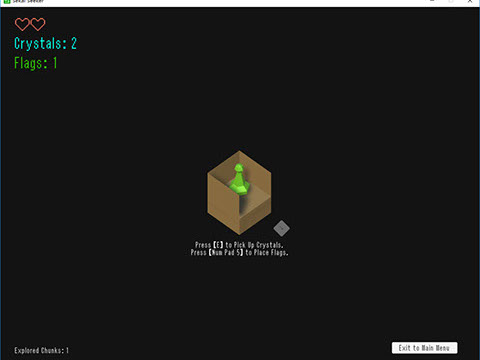 Crystals: 2
Flags: 1
Press [E] to Pick Up Crystals.
Press [Num Pad 5] to Place Flags.
Explored Chunks: 1
Exit to Main Menu